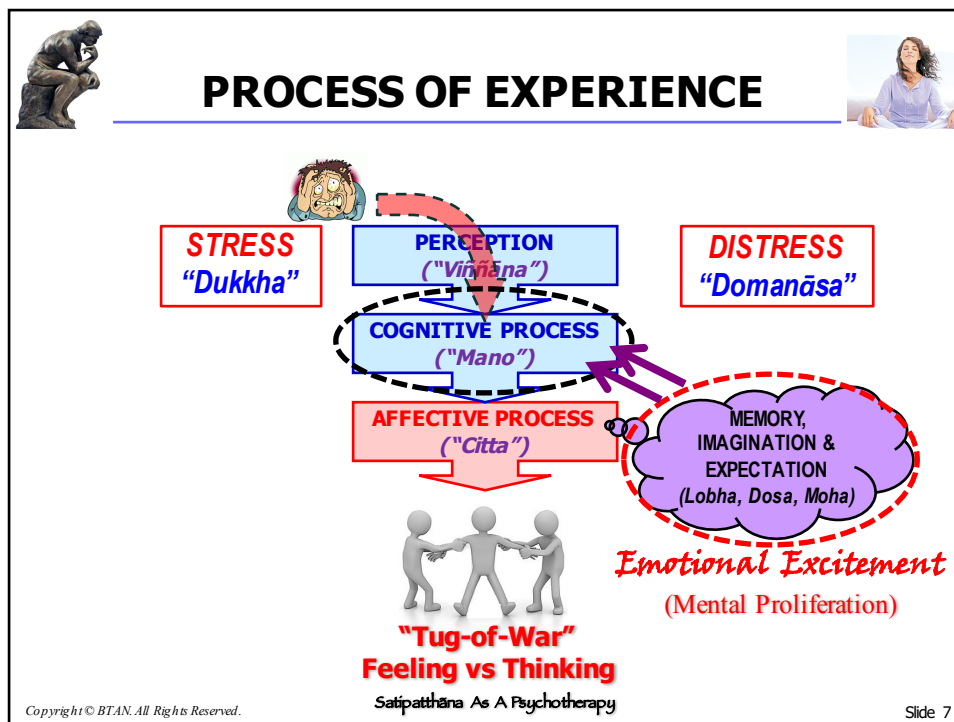 PROCESS OF EXPERIENCE
STRESS
“Dukkha”
PERCEPTION
(“Viññāna”)
DISTRESS
“Domanāsa”
COGNITIVE PROCESS
(“Mano”)
AFFECTIVE PROCESS
(“Citta”)
MEMORY,
IMAGINATION &
EXPECTATION
(Lobha, Dosa, Moha)
Emotional Excitement
(Mental Proliferation)
“Tug-of-War”
Feeling vs Thinking
Satipatthāna As A Psychotherapy
Copyright © BTAN. All Rights Reserved.
Slide 7